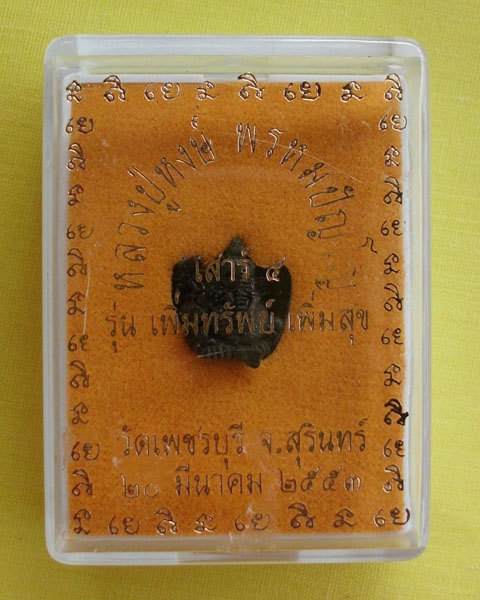 หลวงปู่หงษ์ พรหมปัญโญ
เสาร์ ๕
รุ่น เพิ่มทรัพย์ เพิ่มสุข
วัดเพชรบุรี จ.สุรินทร์
๒๐ มีนาคม ๒๕๕๓